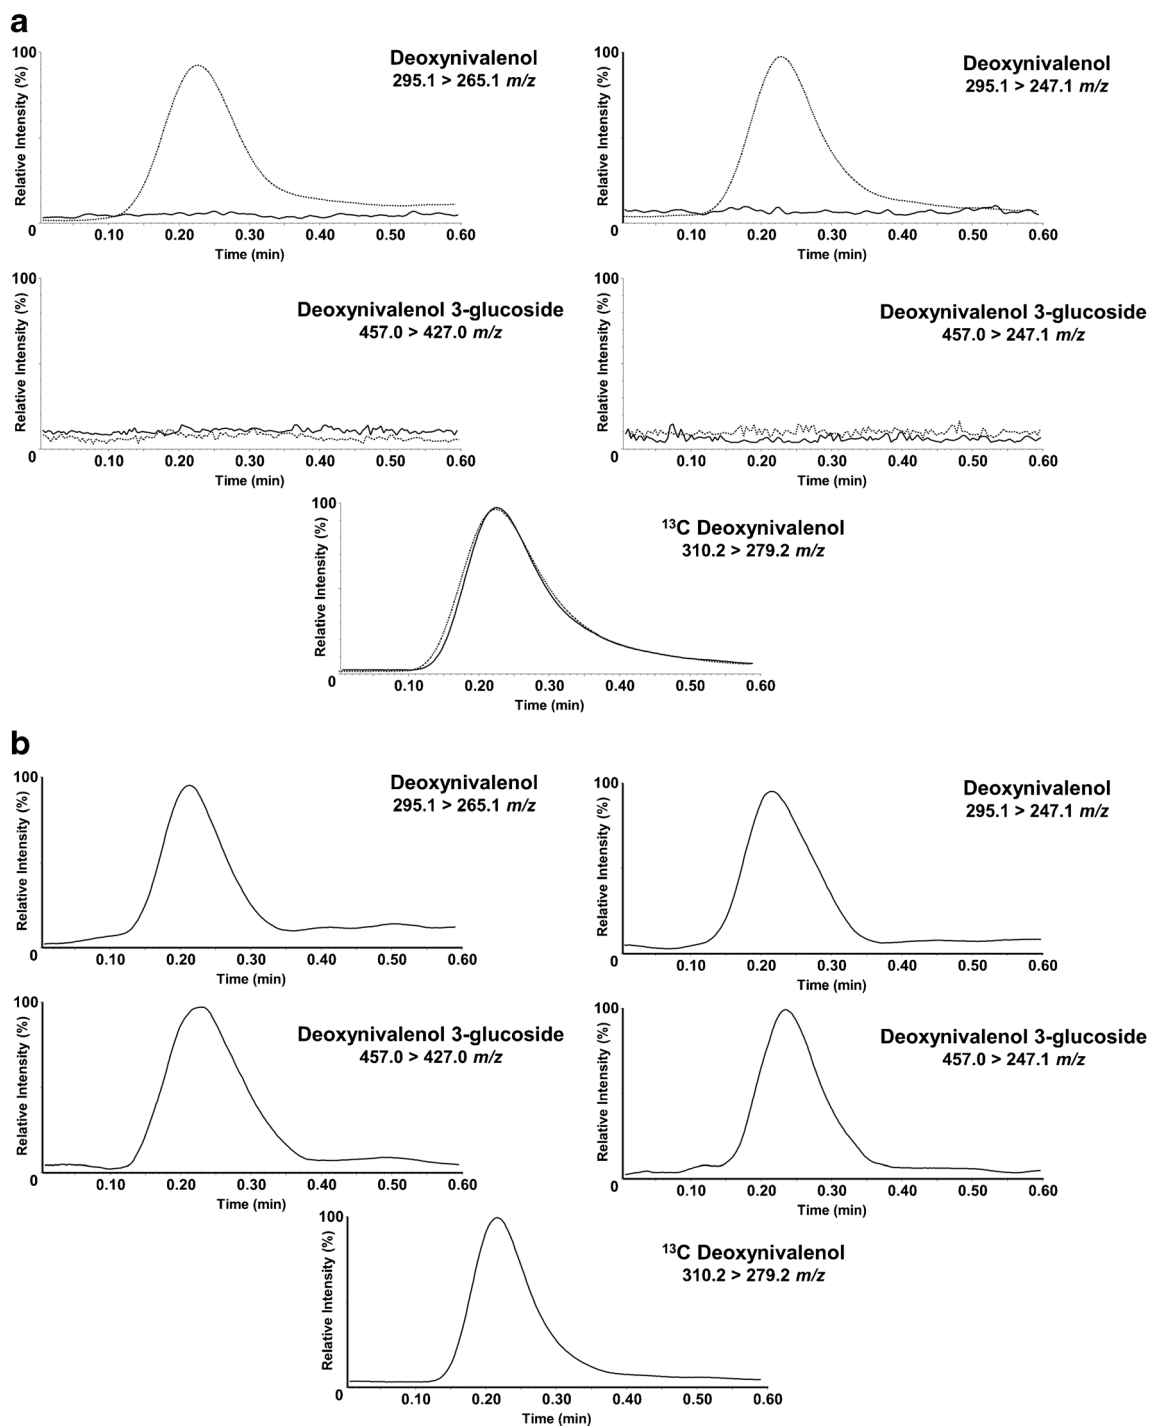 a
100
Relative Intensity (%)
Deoxynivalenol
295.1 > 265.1 m/z
0
0.10 0.20 0.30 0.40 0.50 0.60
Time (min)
100
Relative Intensity (%)
Deoxynivalenol
295.1 > 247.1 m/z
0
0.10 0.20 0.30 0.40 0.50 0.60
Time (min)
100
Relative Intensity (%)
Deoxynivalenol 3-glucoside
457.0 > 427.0 m/z
0
0.10 0.20 0.30 0.40 0.50 0.60
Time (min)
100
Relative Intensity (%)
Deoxynivalenol 3-glucoside
457.0 > 247.1 m/z
0
0.10 0.20 0.30 0.40 0.50 0.60
Time (min)
100
Relative Intensity (%)
¹³C Deoxynivalenol
310.2 > 279.2 m/z
0
0.10 0.20 0.30 0.40 0.50 0.60
Time (min)
b
100
Relative Intensity (%)
Deoxynivalenol
295.1 > 265.1 m/z
0
0.10 0.20 0.30 0.40 0.50 0.60
Time (min)
100
Relative Intensity (%)
Deoxynivalenol
295.1 > 247.1 m/z
0
0.10 0.20 0.30 0.40 0.50 0.60
Time (min)
100
Relative Intensity (%)
Deoxynivalenol 3-glucoside
457.0 > 427.0 m/z
0
0.10 0.20 0.30 0.40 0.50 0.60
Time (min)
100
Relative Intensity (%)
Deoxynivalenol 3-glucoside
457.0 > 247.1 m/z
0
0.10 0.20 0.30 0.40 0.50 0.60
Time (min)
100
Relative Intensity (%)
¹³C Deoxynivalenol
310.2 > 279.2 m/z
0
0.10 0.20 0.30 0.40 0.50 0.60
Time (min)